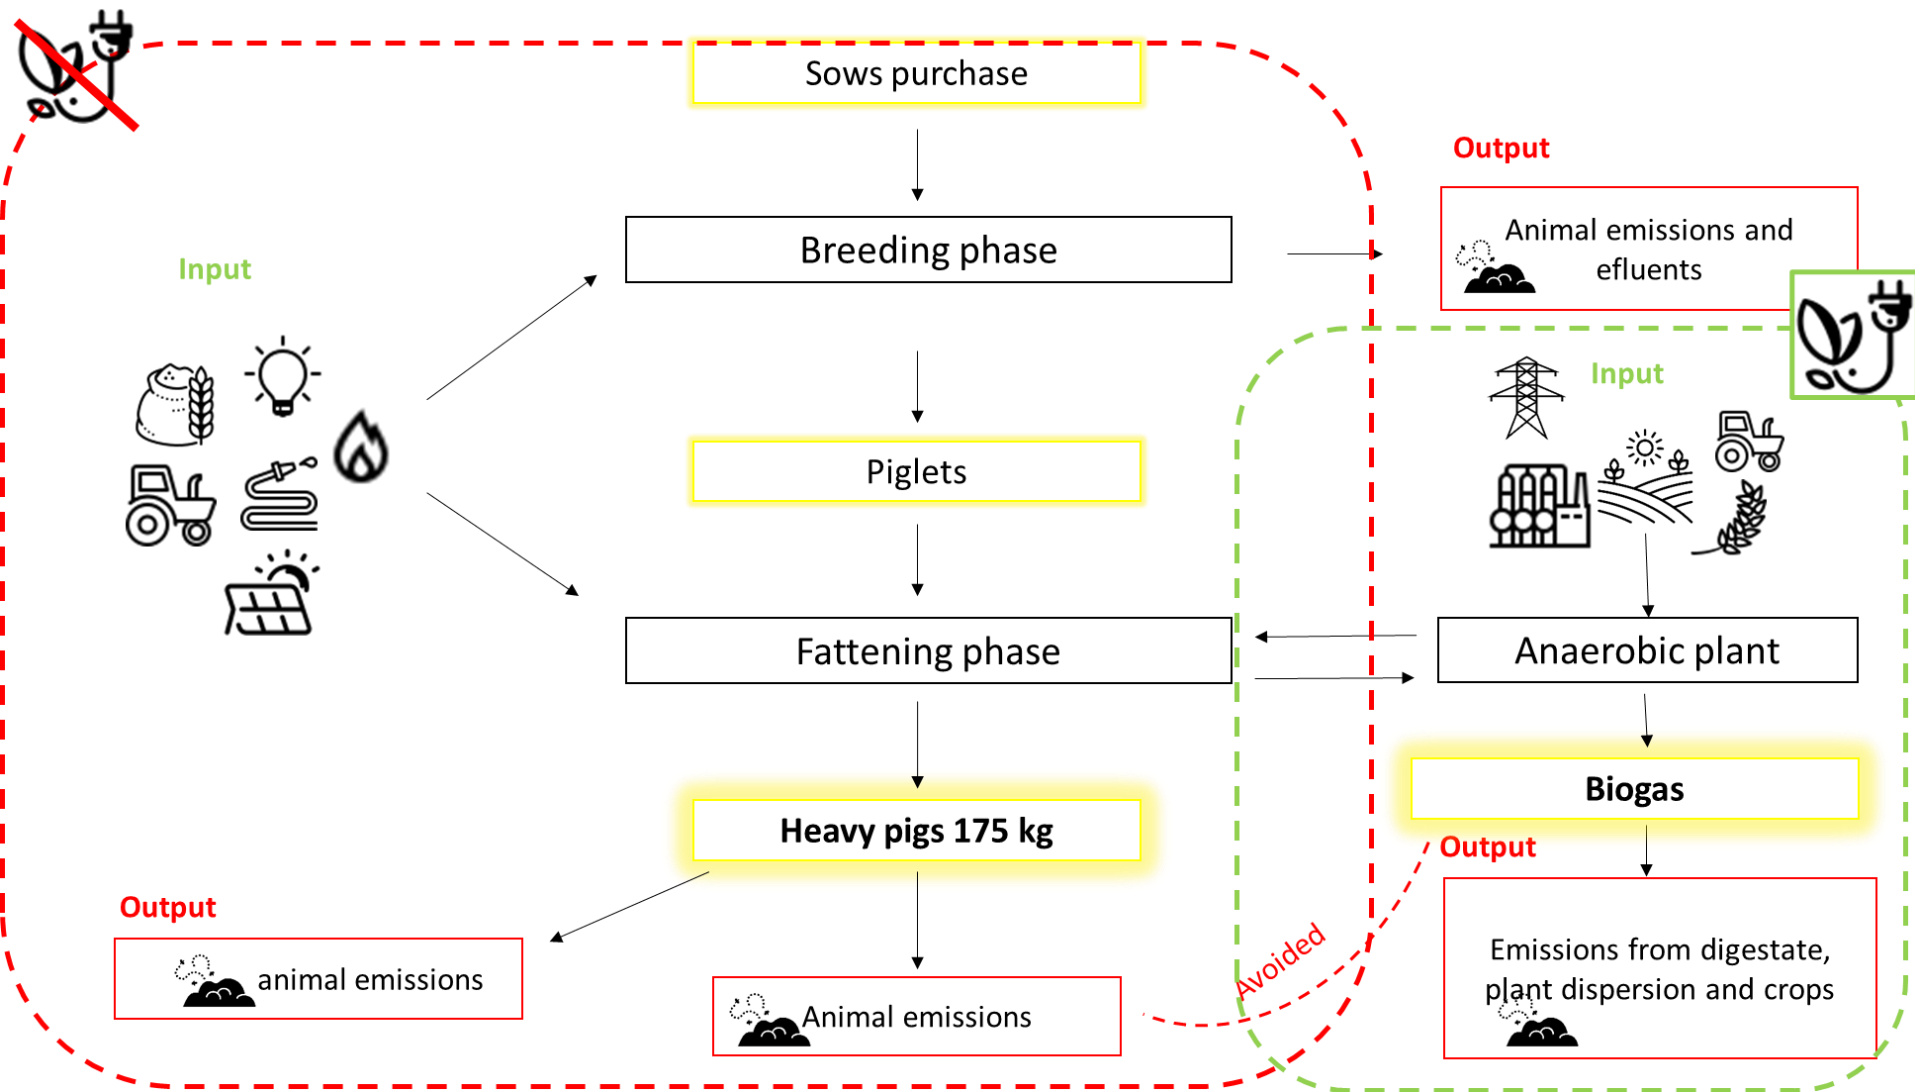 Sows purchase
Output
Breeding phase
Animal emissions and
efluents
Input
Input
Piglets
Fattening phase
Anaerobic plant
Biogas
Heavy pigs 175 kg
Output
Output
Avoided
Emissions from digestate,
plant dispersion and crops
animal emissions
Animal emissions